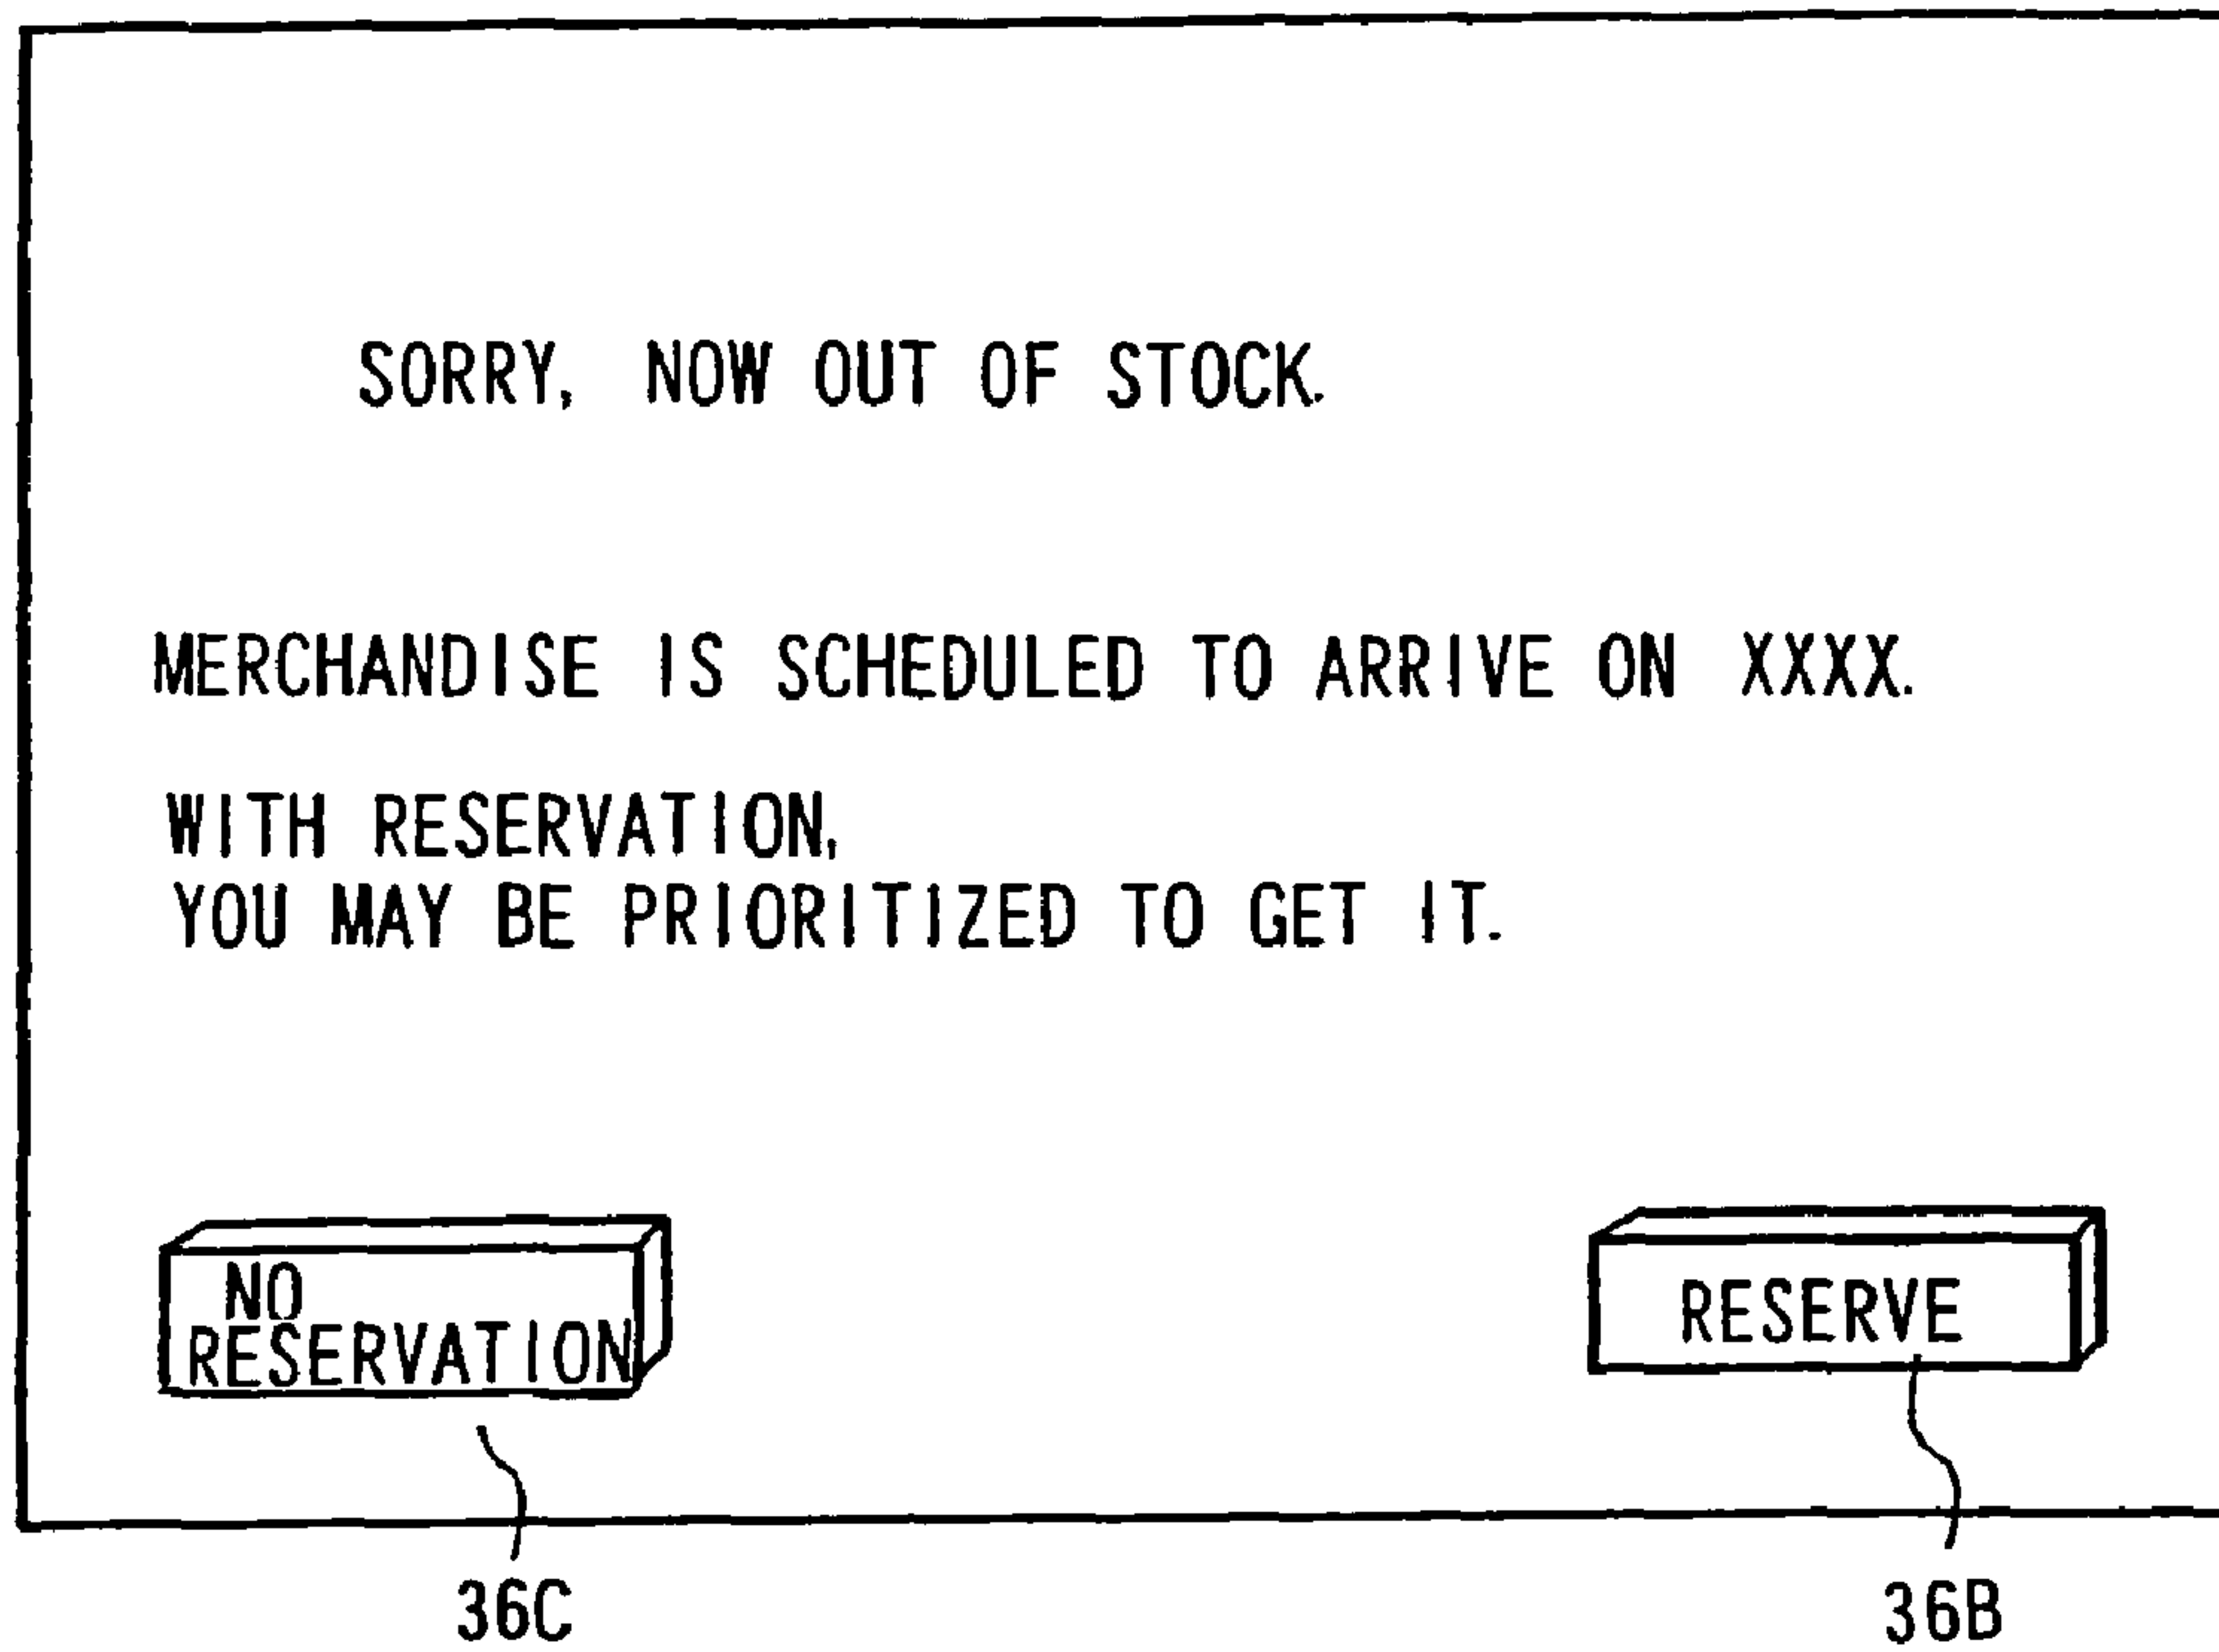 SORRY, NOW OUT OF STOCK.
MERCHANDISE IS SCHEDULED TO ARRIVE ON XXXX.
WITH RESERVATION,
YOU MAY BE PRIORITIZED TO GET IT.
NO
RESERVATION
RESERVE
36C
36B